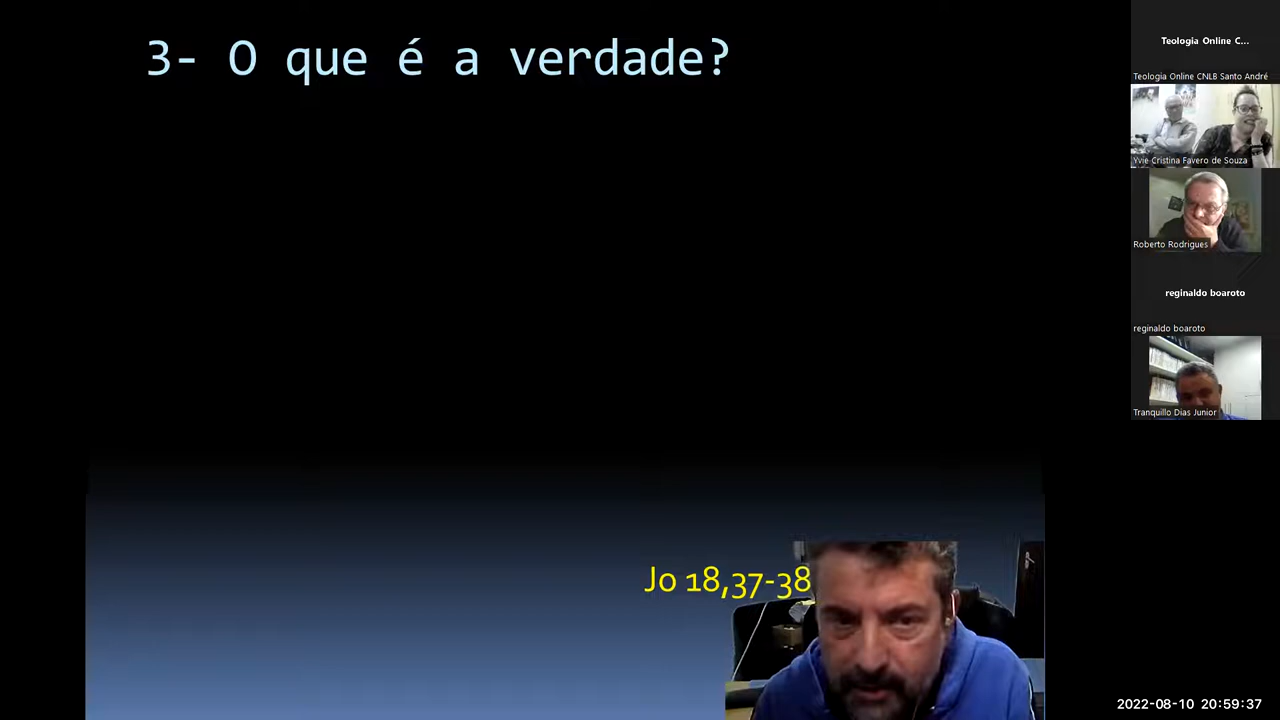 3- O que é a verdade?
Jo 18,37-38
Teologia Online C...
Teologia Online CNLB Santo André
Yvie Cristina Favero de Souza
Roberto Rodrigues
reginaldo boaroto
reginaldo boaroto
Tranquillo Dias Junior
2022-08-10 20:59:37